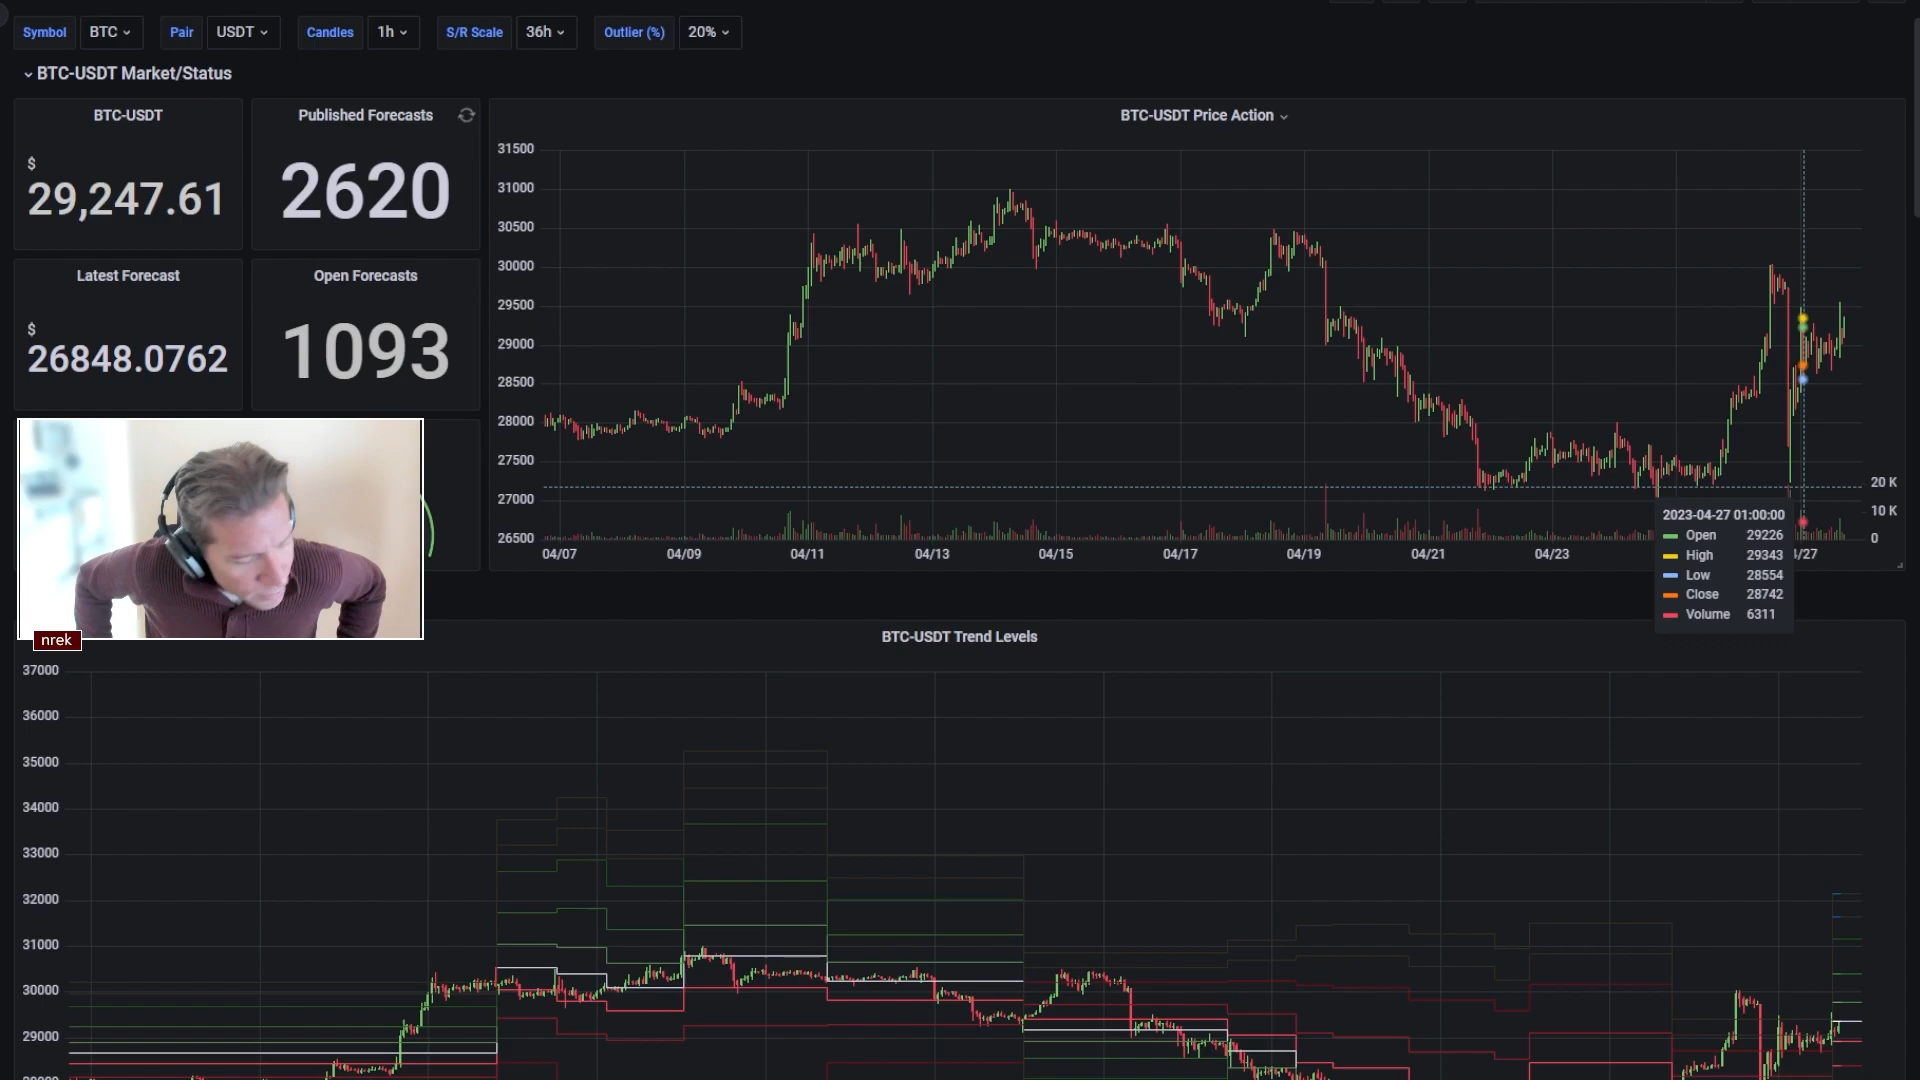 Symbol BTC Pair USDT Candles 1h S/R Scale 36h Outlier (%) 20%
BTC-USDT Market/Status
BTC-USDT
$
29,247.61
Published Forecasts
2620
Latest Forecast
$
26848.0762
Open Forecasts
1093
nrek
BTC-USDT Price Action
31500
31000
30500
30000
29500
29000
28500
28000
27500
27000
26500
20 K
10 K
0
04/07 04/09 04/11 04/13 04/15 04/17 04/19 04/21 04/23 /27
2023-04-27 01:00:00
Open 29226
High 29343
Low 28554
Close 28742
Volume 6311
BTC-USDT Trend Levels
37000
36000
35000
34000
33000
32000
31000
30000
29000